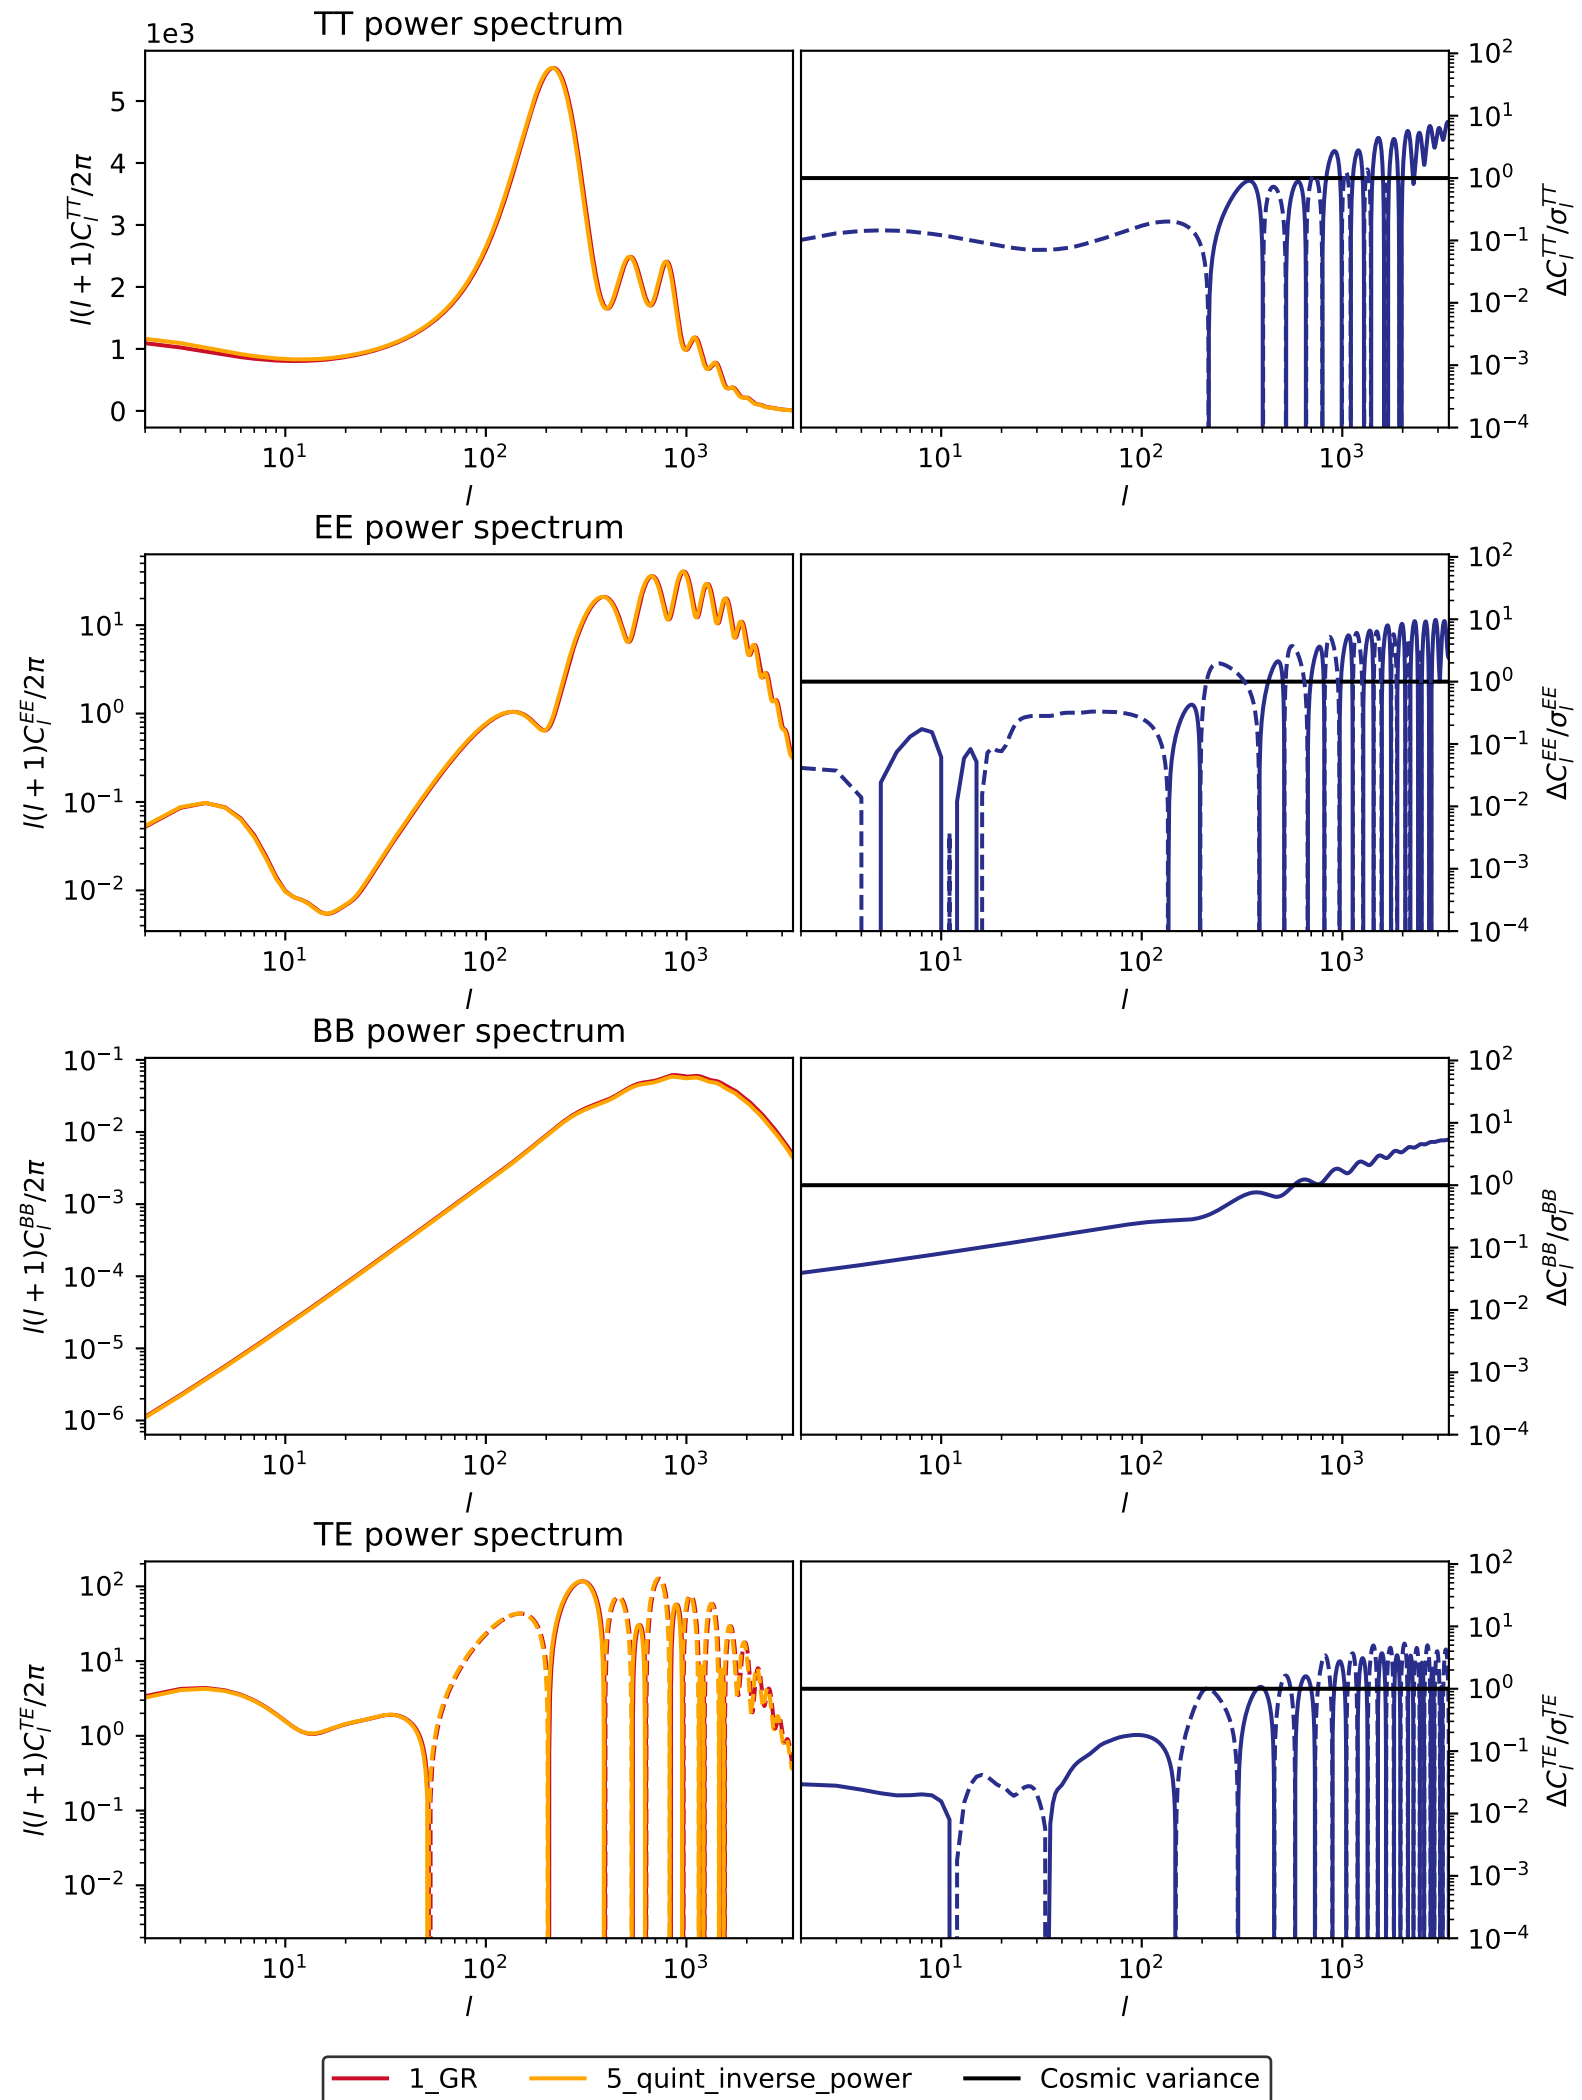 TT power spectrum
1e3
5
4
3
2
1
0
l(l + 1)C_l^{TT}/2π
10^1 10^2 10^3
l
10^2
10^1
10^0
10^{-1}
10^{-2}
10^{-3}
10^{-4}
ΔC_l^{TT}/σ_l^{TT}
10^1 10^2 10^3
l
EE power spectrum
10^1
10^0
10^{-1}
10^{-2}
l(l + 1)C_l^{EE}/2π
10^1 10^2 10^3
l
10^2
10^1
10^0
10^{-1}
10^{-2}
10^{-3}
10^{-4}
ΔC_l^{EE}/σ_l^{EE}
10^1 10^2 10^3
l
BB power spectrum
10^{-1}
10^{-2}
10^{-3}
10^{-4}
10^{-5}
10^{-6}
l(l + 1)C_l^{BB}/2π
10^1 10^2 10^3
l
10^2
10^1
10^0
10^{-1}
10^{-2}
10^{-3}
10^{-4}
ΔC_l^{BB}/σ_l^{BB}
10^1 10^2 10^3
l
TE power spectrum
10^2
10^1
10^0
10^{-1}
10^{-2}
l(l + 1)C_l^{TE}/2π
10^1 10^2 10^3
l
10^2
10^1
10^0
10^{-1}
10^{-2}
10^{-3}
10^{-4}
ΔC_l^{TE}/σ_l^{TE}
10^1 10^2 10^3
l
1_GR 5_quint_inverse_power Cosmic variance